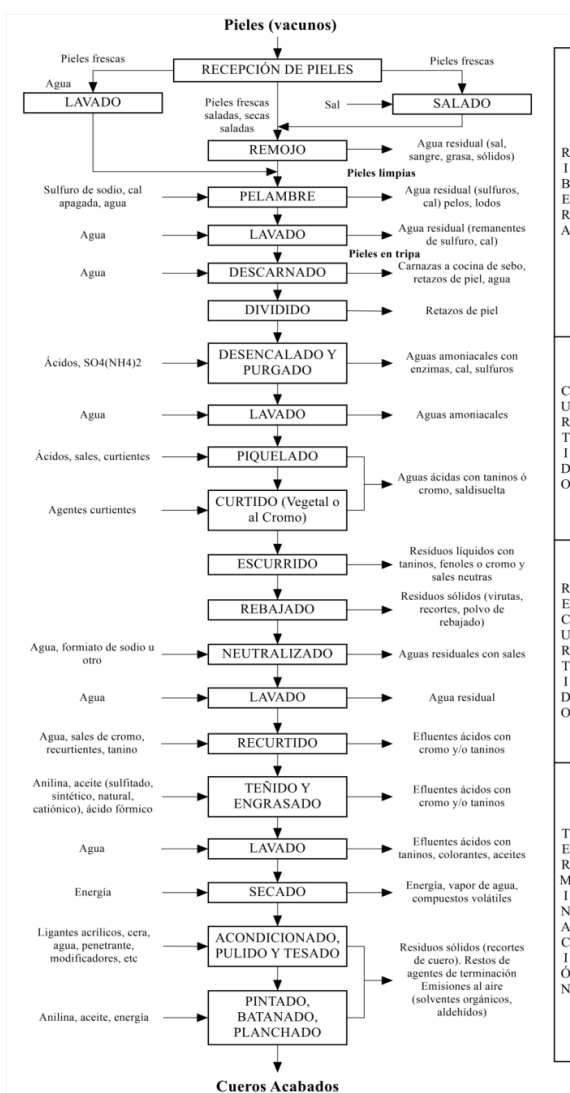 Pieles (vacunos)
Pieles frescas
RECEPCIÓN DE PIELES
Pieles frescas
Agua
LAVADO
Pieles frescas
saladas, secas
saladas
Sal
SALADO
REMOJO
Agua residual (sal,
sangre, grasa, sólidos)
Pieles limpias
Sulfuro de sodio, cal
apagada, agua
PELAMBRE
Agua residual (sulfuros,
cal) pelos, lodos
Agua
LAVADO
Agua residual (remanentes
de sulfuro, cal)
Pieles en tripa
Agua
DESCARNADO
Carnazas a cocina de sebo,
retazos de piel, agua
DIVIDIDO
Retazos de piel
RIBERA
Ácidos, SO4(NH4)2
DESENCALADO Y
PURGADO
Aguas amoniacales con
enzimas, cal, sulfuros
Agua
LAVADO
Aguas amoniacales
Ácidos, sales, curtientes
PIQUELADO
Aguas ácidas con taninos ó
cromo, saldisuelta
Agentes curtientes
CURTIDO (Vegetal o
al Cromo)
CURTIDO
ESCURRIDO
Residuos líquidos con
taninos, fenoles o cromo y
sales neutras
REBAJADO
Residuos sólidos (virutas,
recortes, polvo de
rebajado)
Agua, formiato de sodio u
otro
NEUTRALIZADO
Aguas residuales con sales
Agua
LAVADO
Agua residual
Agua, sales de cromo,
recurtientes, tanino
RECURTIDO
Efluentes ácidos con
cromo y/o taninos
RECURTIDO
Anilina, aceite (sulfitado,
sintético, natural,
catiónico), ácido fórmico
TEÑIDO Y
ENGRASADO
Efluentes ácidos con
cromo y/o taninos
Agua
LAVADO
Efluentes ácidos con
taninos, colorantes, aceites
Energía
SECADO
Energía, vapor de agua,
compuestos volátiles
Ligantes acrílicos, cera,
agua, penetrante,
modificadores, etc
ACONDICIONADO,
PULIDO Y TESADO
Residuos sólidos (recortes
de cuero). Restos de
agentes de terminación
Emisiones al aire
(solventes orgánicos,
aldehídos)
Anilina, aceite, energía
PINTADO,
BATANADO,
PLANCHADO
TERMINACIÓN
Cueros Acabados